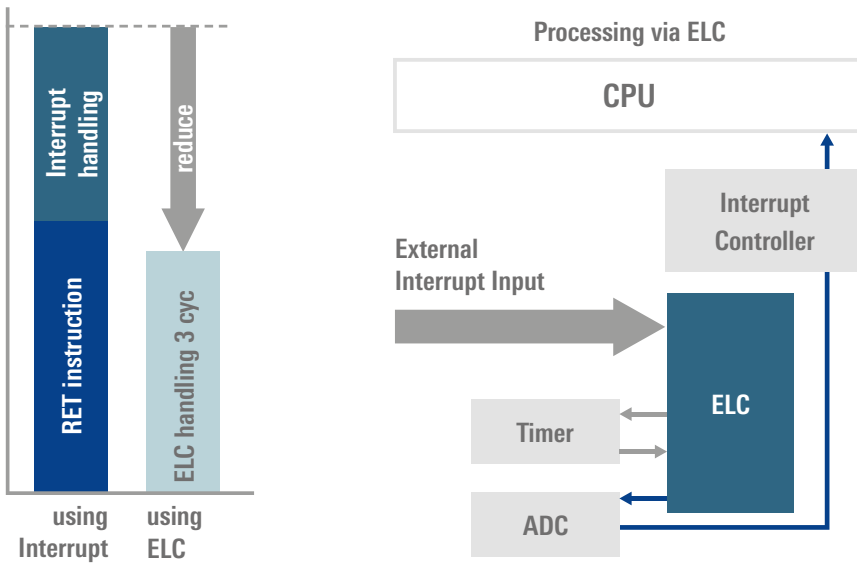 Interrupt
handling
RET instruction
reduce
ELC handling 3 cyc
using
Interrupt
using
ELC
Processing via ELC
CPU
Interrupt
Controller
External
Interrupt Input
ELC
Timer
ADC